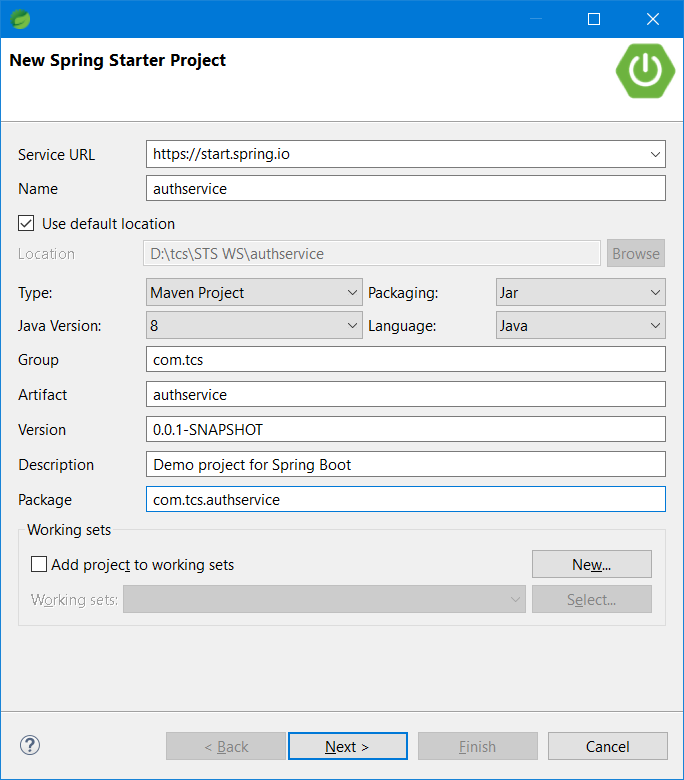 New Spring Starter Project
Service URL https://start.spring.io
Name authservice
Use default location
Location D:\tcs\STS WS\authservice Browse
Type: Maven Project Packaging: Jar
Java Version: 8 Language: Java
Group com.tcs
Artifact authservice
Version 0.0.1-SNAPSHOT
Description Demo project for Spring Boot
Package com.tcs.authservice
Working sets
Add project to working sets New...
Working sets: Select...
? < Back Next > Finish Cancel